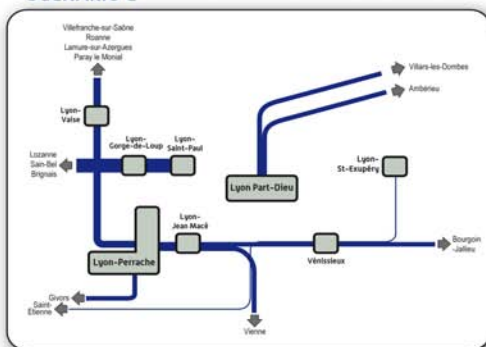 Villefranche-sur-Saône
Roanne
Lamure-sur-Azergues
Paray le Monial
Villars-les-Dombes
Ambérieu
Lyon-
Vaise
Lyon-
Gorge-de-Loup
Lyon-
Saint-Paul
Lozanne
Sain-Bel
Brignais
Lyon Part-Dieu
Lyon-
St-Exupéry
Lyon-
Jean Macé
Lyon-Perrache
Vénissieux
Bourgoin
-Jallieu
Givors
Saint-
Etienne
Vienne